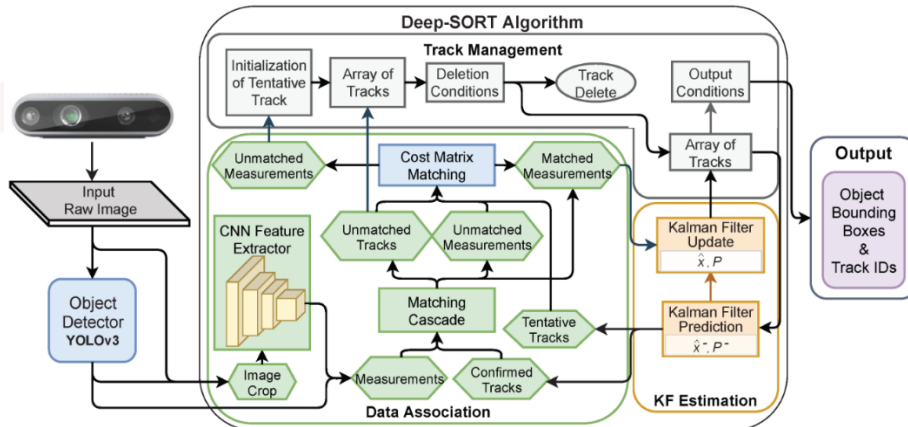 Deep-SORT Algorithm
Track Management
Initialization
of Tentative
Track
Array of
Tracks
Deletion
Conditions
Track
Delete
Output
Conditions
Array of
Tracks
Input
Raw Image
Object
Detector
YOLOv3
Unmatched
Measurements
Cost Matrix
Matching
Matched
Measurements
CNN Feature
Extractor
Unmatched
Tracks
Unmatched
Measurements
Matching
Cascade
Tentative
Tracks
Image
Crop
Measurements
Confirmed
Tracks
Data Association
Kalman Filter
Update
x̂, P
Kalman Filter
Prediction
x̂⁻, P⁻
KF Estimation
Output
Object
Bounding
Boxes
&
Track IDs